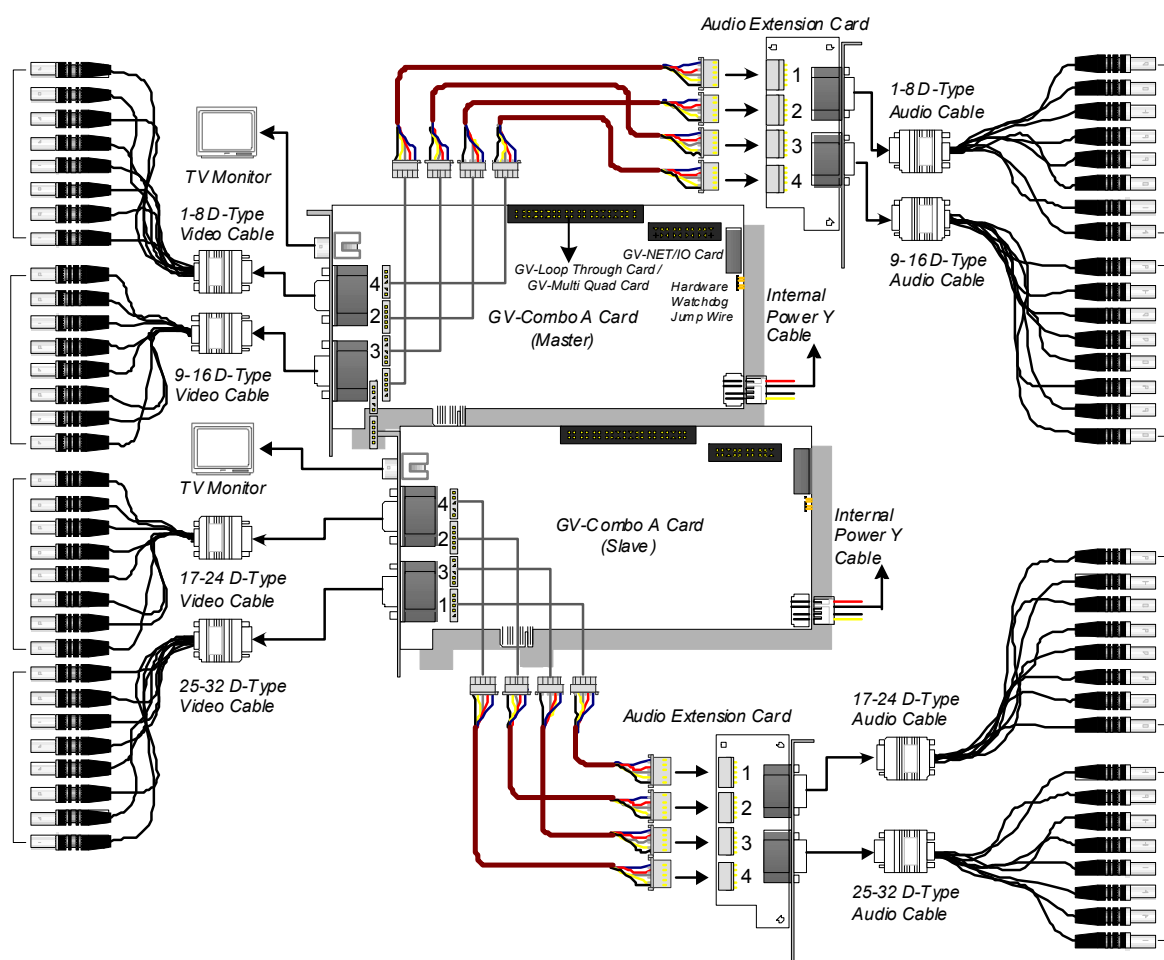 Audio Extension Card
1
2
3
4
1-8 D-Type
Audio Cable
9-16 D-Type
Audio Cable
TV Monitor
1-8 D-Type
Video Cable
9-16 D-Type
Video Cable
GV-Loop Through Card /
GV-Multi Quad Card
GV-NET/IO Card
Hardware
Watchdog
Jump Wire
GV-Combo A Card
(Master)
4
2
3
Internal
Power Y
Cable
TV Monitor
17-24 D-Type
Video Cable
25-32 D-Type
Video Cable
4
2
3
1
GV-Combo A Card
(Slave)
Internal
Power Y
Cable
Audio Extension Card
1
2
3
4
17-24 D-Type
Audio Cable
25-32 D-Type
Audio Cable